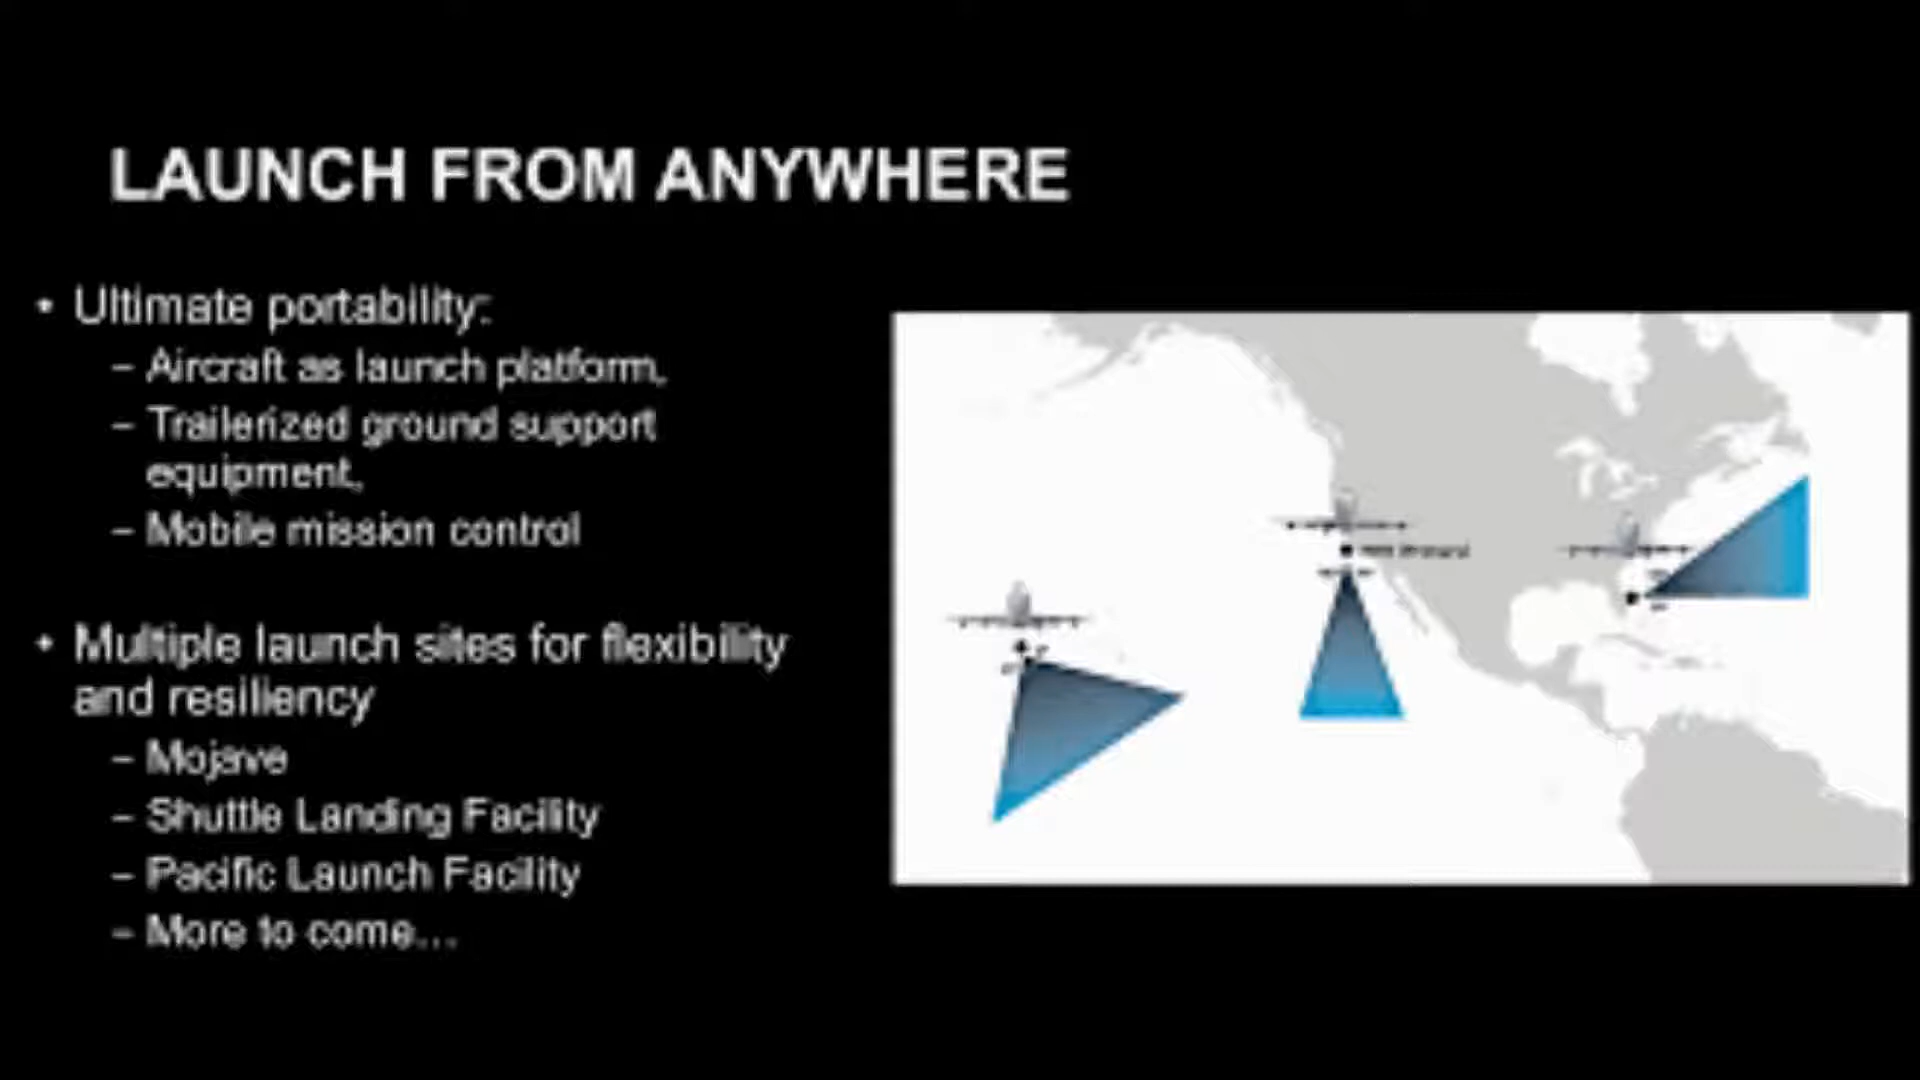 LAUNCH FROM ANYWHERE
• Ultimate portability:
– Aircraft as launch platform,
– Trailerized ground support
equipment,
– Mobile mission control
• Multiple launch sites for flexibility
and resiliency
– Mojave
– Shuttle Landing Facility
– Pacific Launch Facility
– More to come...